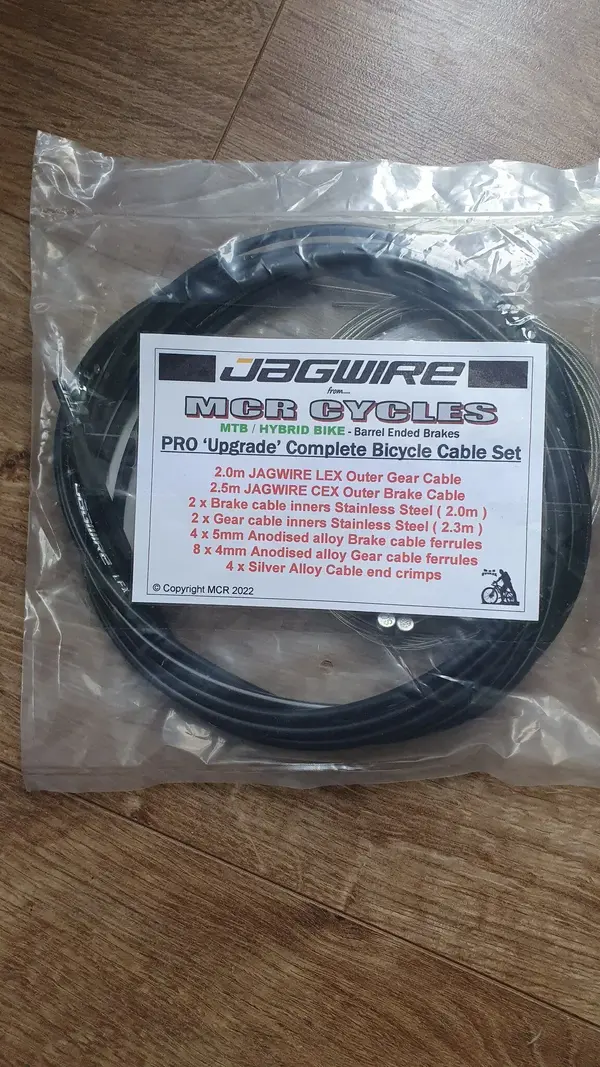 JAGWIRE
from....
MCR CYCLES
MTB / HYBRID BIKE - Barrel Ended Brakes
PRO 'Upgrade' Complete Bicycle Cable Set
2.0m JAGWIRE LEX Outer Gear Cable
2.5m JAGWIRE CEX Outer Brake Cable
2 x Brake cable inners Stainless Steel ( 2.0m )
2 x Gear cable inners Stainless Steel ( 2.3m )
4 x 5mm Anodised alloy Brake cable ferrules
8 x 4mm Anodised alloy Gear cable ferrules
4 x Silver Alloy Cable end crimps
© Copyright MCR 2022
JAGWIRE LEX